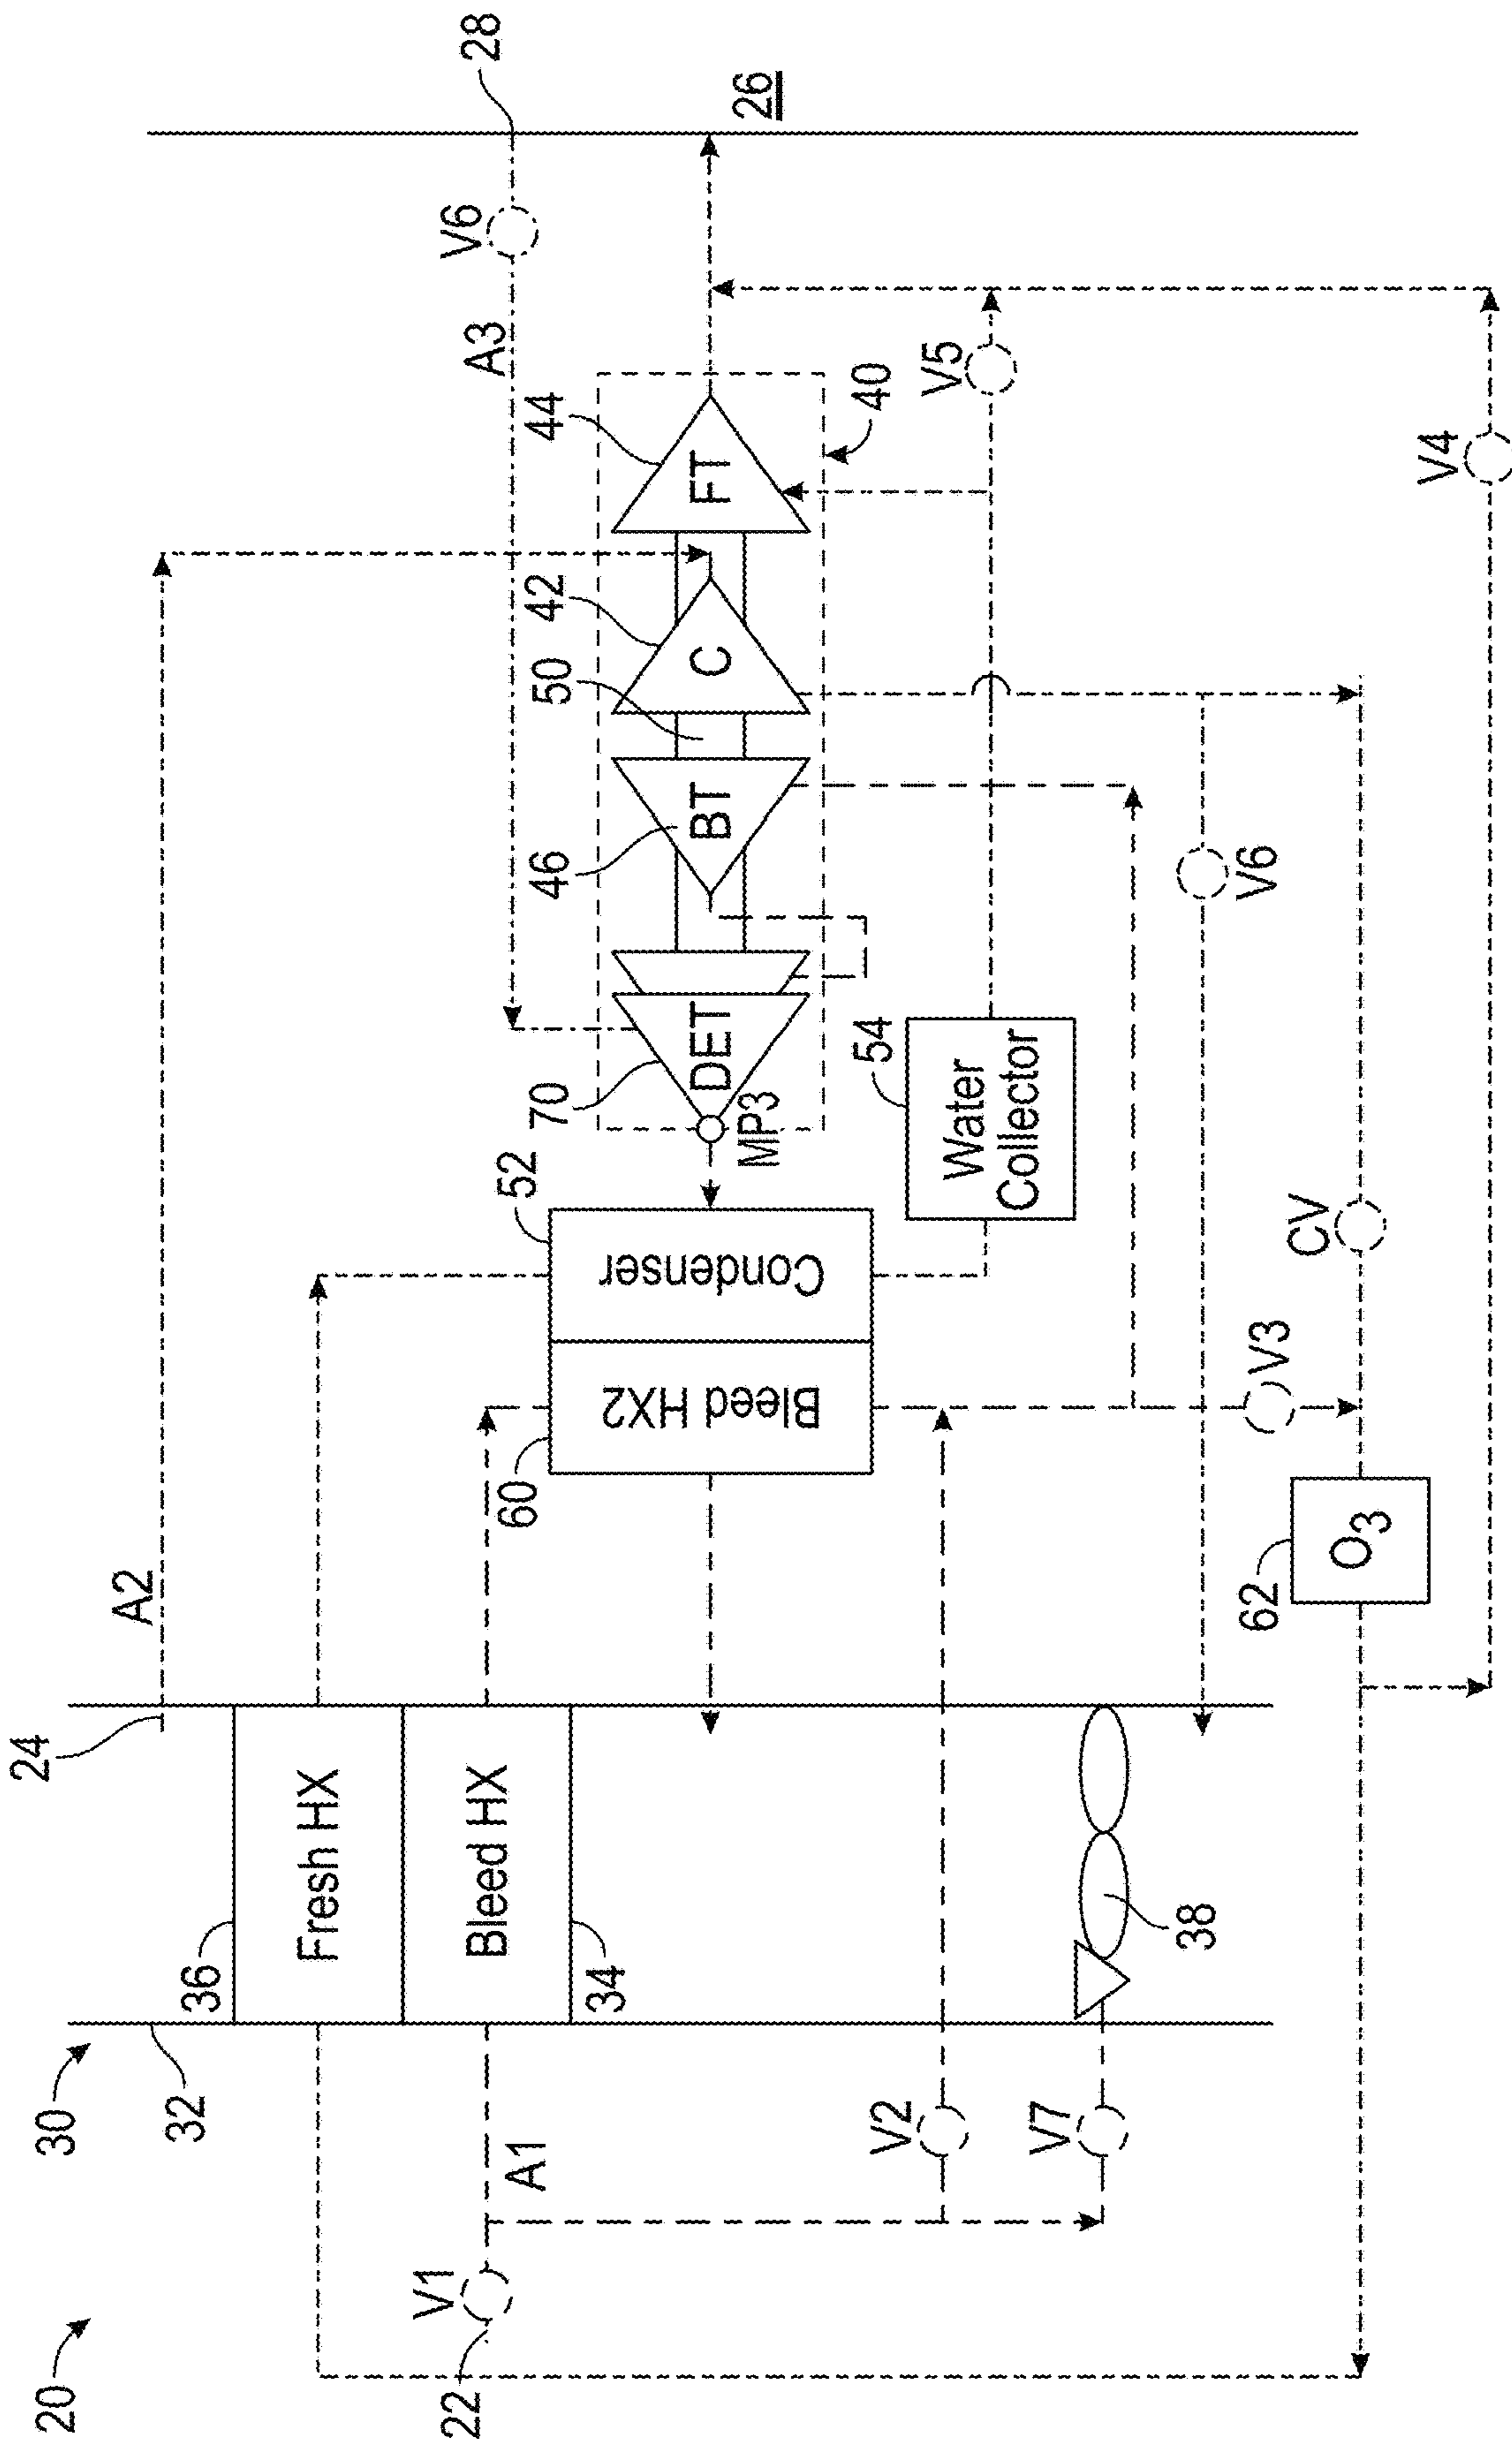 20
30
32
24
A2
36
Fresh HX
Bleed HX
34
22
V1
A1
V2
V7
38
60
Bleed HX2
52
Condenser
MP3
70
DET
46
BT
50
C
42
FT
44
40
A3
V6
28
26
54
Water
Collector
V5
V4
V6
V3
CV
62
O₃